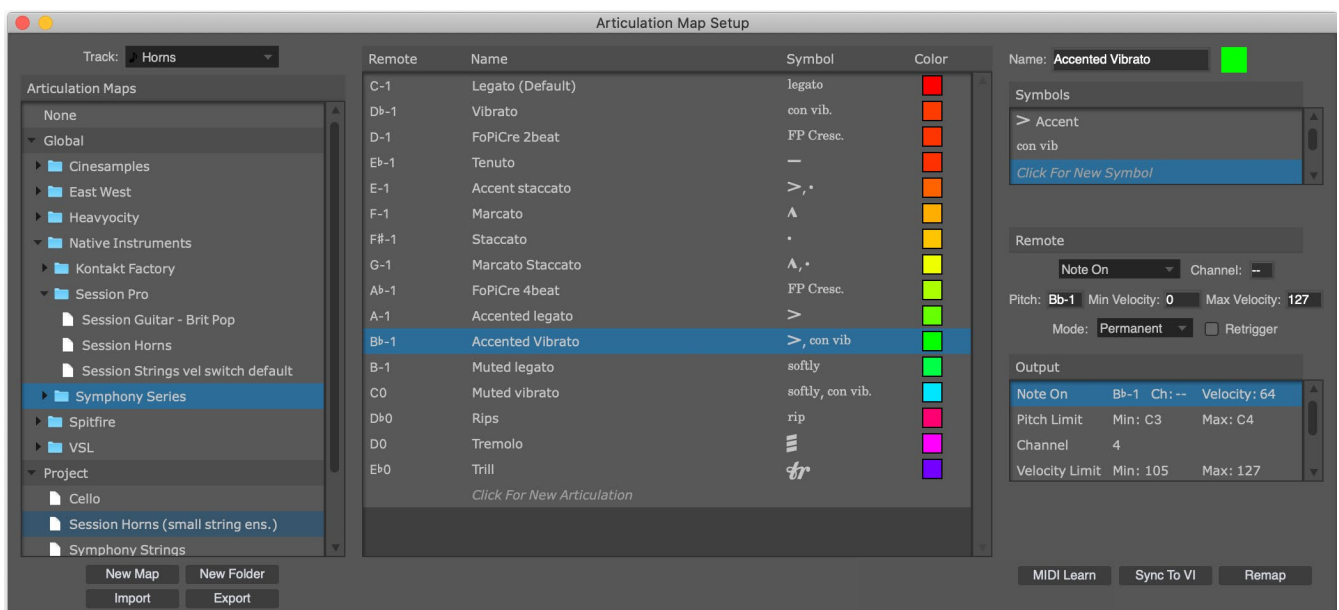 Articulation Map Setup
Track: Horns
Articulation Maps
None
Global
Cinesamples
East West
Heavyocity
Native Instruments
Kontakt Factory
Session Pro
Session Guitar - Brit Pop
Session Horns
Session Strings vel switch default
Symphony Series
Spitfire
VSL
Project
Cello
Session Horns (small string ens.)
Symphony Strings
New Map New Folder
Import Export
Remote Name Symbol Color
C-1 Legato (Default) legato
D♭-1 Vibrato con vib.
D-1 FoPiCre 2beat FP Cresc.
E♭-1 Tenuto –
E-1 Accent staccato >,·
F-1 Marcato ʌ
F#-1 Staccato ·
G-1 Marcato Staccato ʌ,·
A♭-1 FoPiCre 4beat FP Cresc.
A-1 Accented legato >
B♭-1 Accented Vibrato >, con vib
B-1 Muted legato softly
C0 Muted vibrato softly, con vib.
D♭0 Rips rip
D0 Tremolo
E♭0 Trill tr
Click For New Articulation
Name: Accented Vibrato
Symbols
> Accent
con vib
Click For New Symbol
Remote
Note On Channel: --
Pitch: Bb-1 Min Velocity: 0 Max Velocity: 127
Mode: Permanent Retrigger
Output
Note On B♭-1 Ch: -- Velocity: 64
Pitch Limit Min: C3 Max: C4
Channel 4
Velocity Limit Min: 105 Max: 127
MIDI Learn Sync To VI Remap